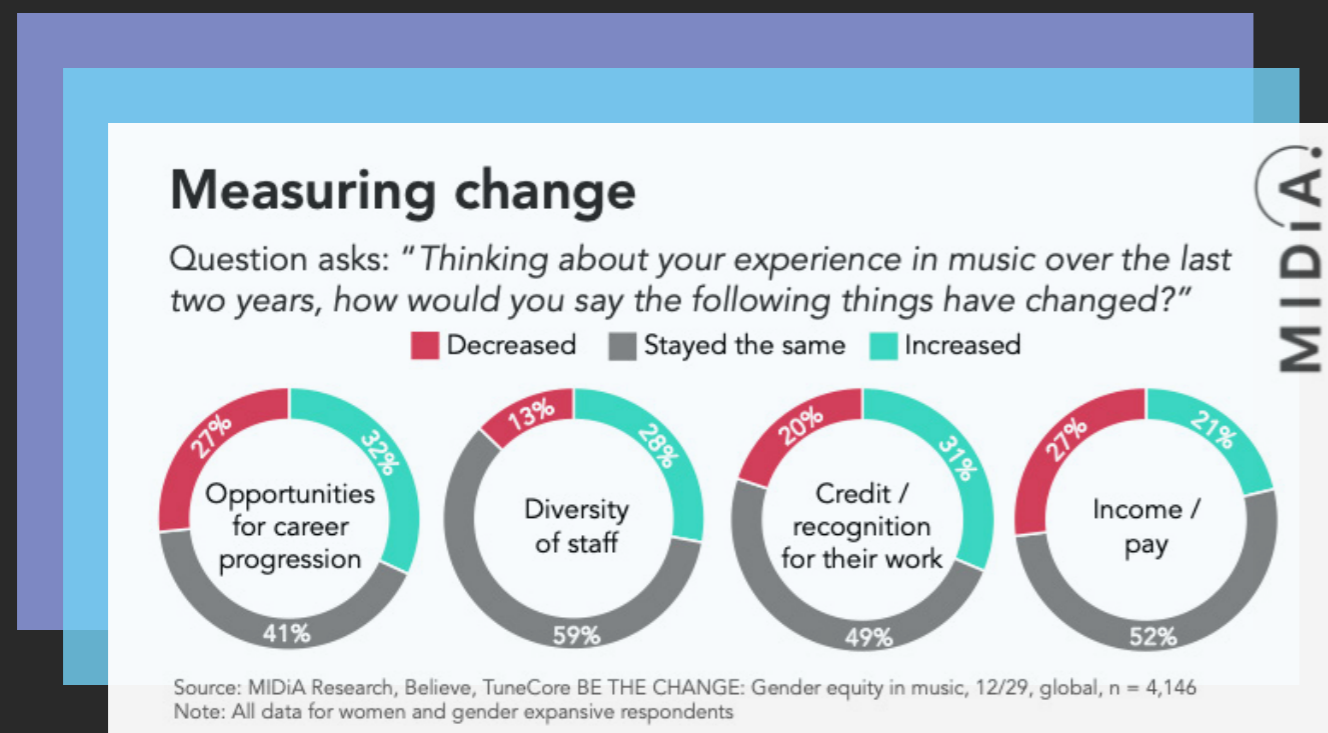 MIDiA.
Measuring change
Question asks: “Thinking about your experience in music over the last
two years, how would you say the following things have changed?”
Decreased Stayed the same Increased
27% 32%
Opportunities
for career
progression
41%
13% 28%
Diversity
of staff
59%
20% 31%
Credit /
recognition
for their work
49%
27% 21%
Income /
pay
52%
Source: MIDiA Research, Believe, TuneCore BE THE CHANGE: Gender equity in music, 12/29, global, n = 4,146
Note: All data for women and gender expansive respondents